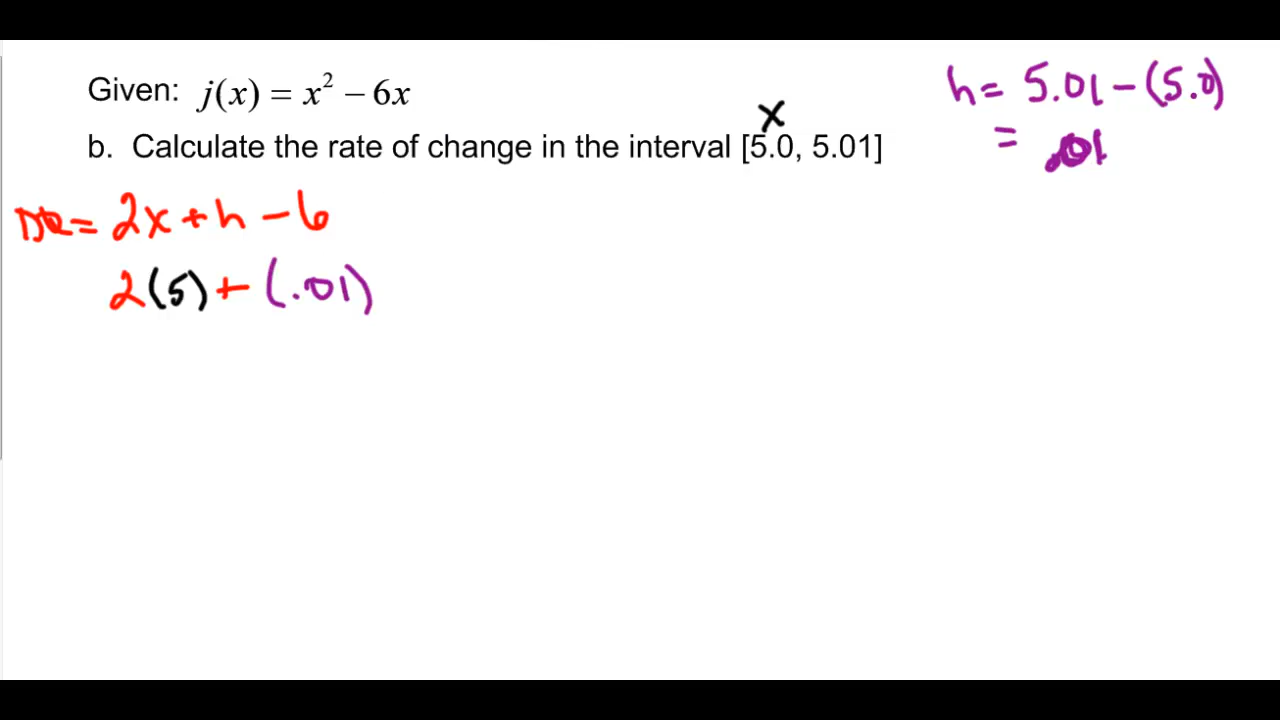 Given: j(x) = x² − 6x
h = 5.01 − (5.0)
x
b. Calculate the rate of change in the interval [5.0, 5.01]
= .01
DQ = 2x + h − 6
2(5) + (.01)